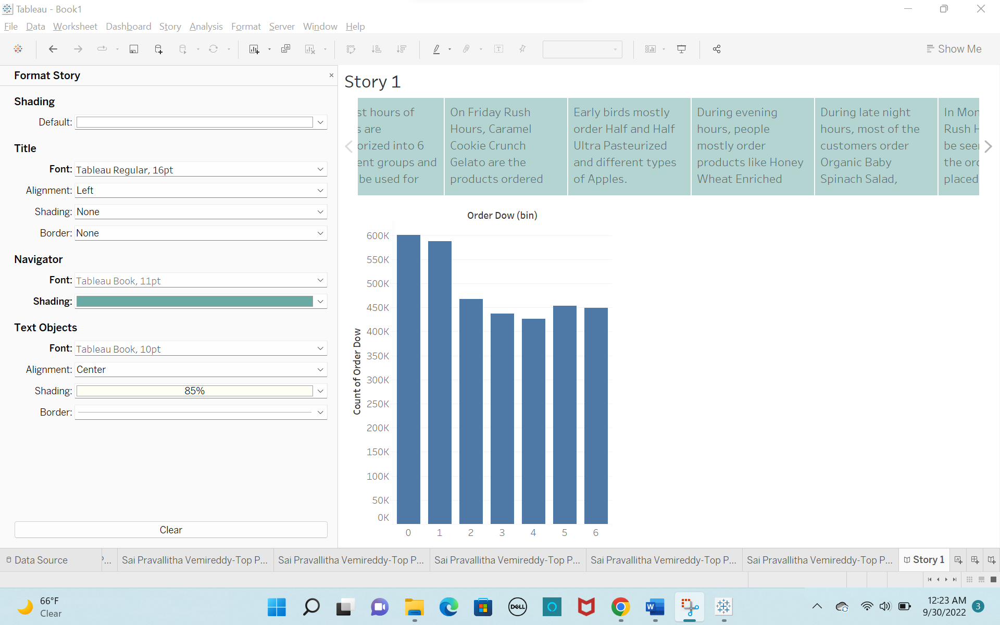 Tableau - Book1
File Data Worksheet Dashboard Story Analysis Format Server Window Help
Show Me
Format Story
Shading
Default:
Title
Font: Tableau Regular, 16pt
Alignment: Left
Shading: None
Border: None
Navigator
Font: Tableau Book, 11pt
Shading:
Text Objects
Font: Tableau Book, 10pt
Alignment: Center
Shading: 85%
Border:
Clear
Story 1
st hours of
s are
orized into 6
ent groups and
be used for
On Friday Rush
Hours, Caramel
Cookie Crunch
Gelato are the
products ordered
Early birds mostly
order Half and Half
Ultra Pasteurized
and different types
of Apples.
During evening
hours, people
mostly order
products like Honey
Wheat Enriched
During late night
hours, most of the
customers order
Organic Baby
Spinach Salad,
In Mon
Rush H
be seen
the ord
placed
Order Dow (bin)
Count of Order Dow
600K
550K
500K
450K
400K
350K
300K
250K
200K
150K
100K
50K
0K
0 1 2 3 4 5 6
Data Source
P...
Sai Pravallitha Vemireddy-Top P...
Sai Pravallitha Vemireddy-Top P...
Sai Pravallitha Vemireddy-Top P...
Sai Pravallitha Vemireddy-Top P...
Sai Pravallitha Vemireddy-Top P...
Story 1
66°F
Clear
DELL
W
12:23 AM
9/30/2022
3